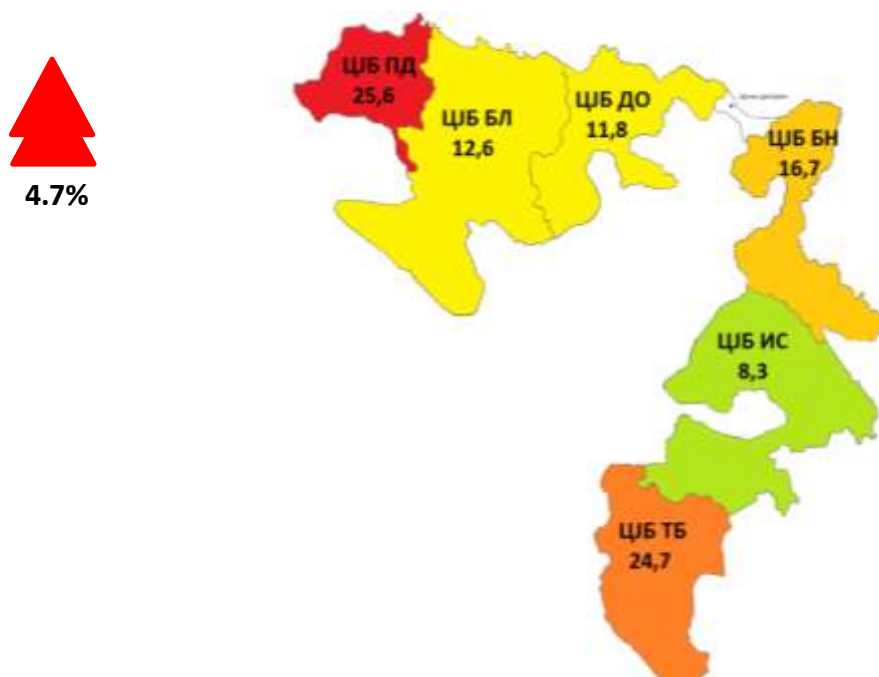 4.7%
ЦЈБ ПД
25,6
ЦЈБ БЛ
12,6
ЦЈБ ДО
11,8
ЦЈБ БН
16,7
ЦЈБ ИС
8,3
ЦЈБ ТБ
24,7